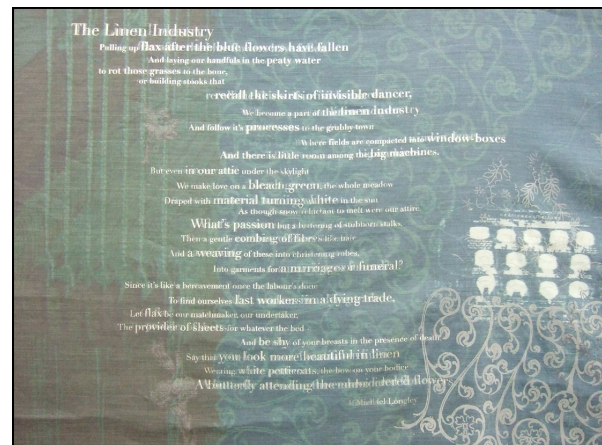 The Linen Industry
Pulling up flax after the blue flowers have fallen
And laying our handfuls in the peaty water
to rot those grasses to the bone,
or building stooks that
recall the skirts of invisible dancer,
We become a part of the linen industry
And follow it's processes to the grubby town
Where fields are compacted into window-boxes
And there is little room among the big machines.
But even in our attic under the skylight
We make love on a bleach green, the whole meadow
Draped with material turning white in the sun
As though snow reluctant to melt were our attire.
What's passion but a battering of stubborn stalks,
Then a gentle combing of fibres like hair
And a weaving of these into christening robes,
Into garments for a marriage or funeral?
Since it's like a bereavement once the labour's done
To find ourselves last workers in a dying trade,
Let flax be our matchmaker, our undertaker,
The provider of sheets for whatever the bed
And be shy of your breasts in the presence of death,
Say that you look more beautiful in linen
Wearing white petticoats, the bow on your bodice
A butterfly attending the embroidered flowers
Michael Longley